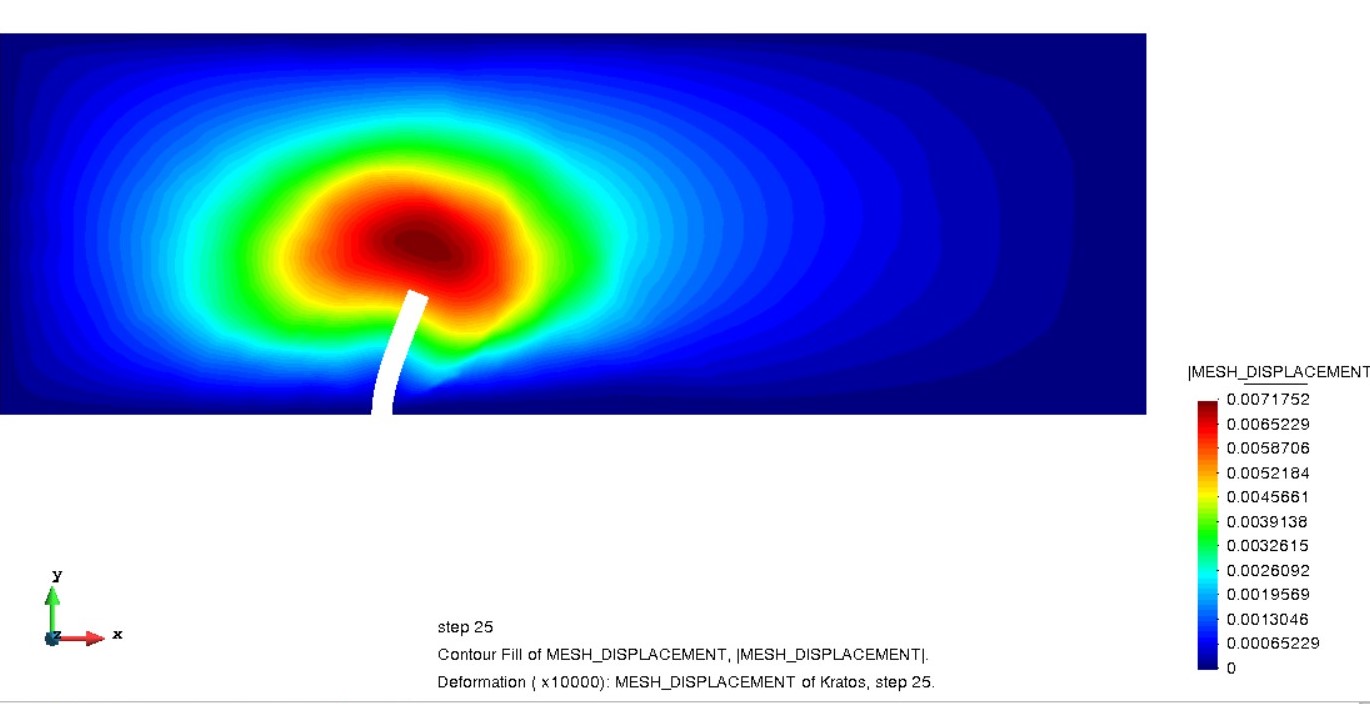 |MESH_DISPLACEMENT
0.0071752
0.0065229
0.0058706
0.0052184
0.0045661
0.0039138
0.0032615
0.0026092
0.0019569
0.0013046
0.00065229
0
y
z
x
step 25
Contour Fill of MESH_DISPLACEMENT, |MESH_DISPLACEMENT|.
Deformation ( x10000): MESH_DISPLACEMENT of Kratos, step 25.